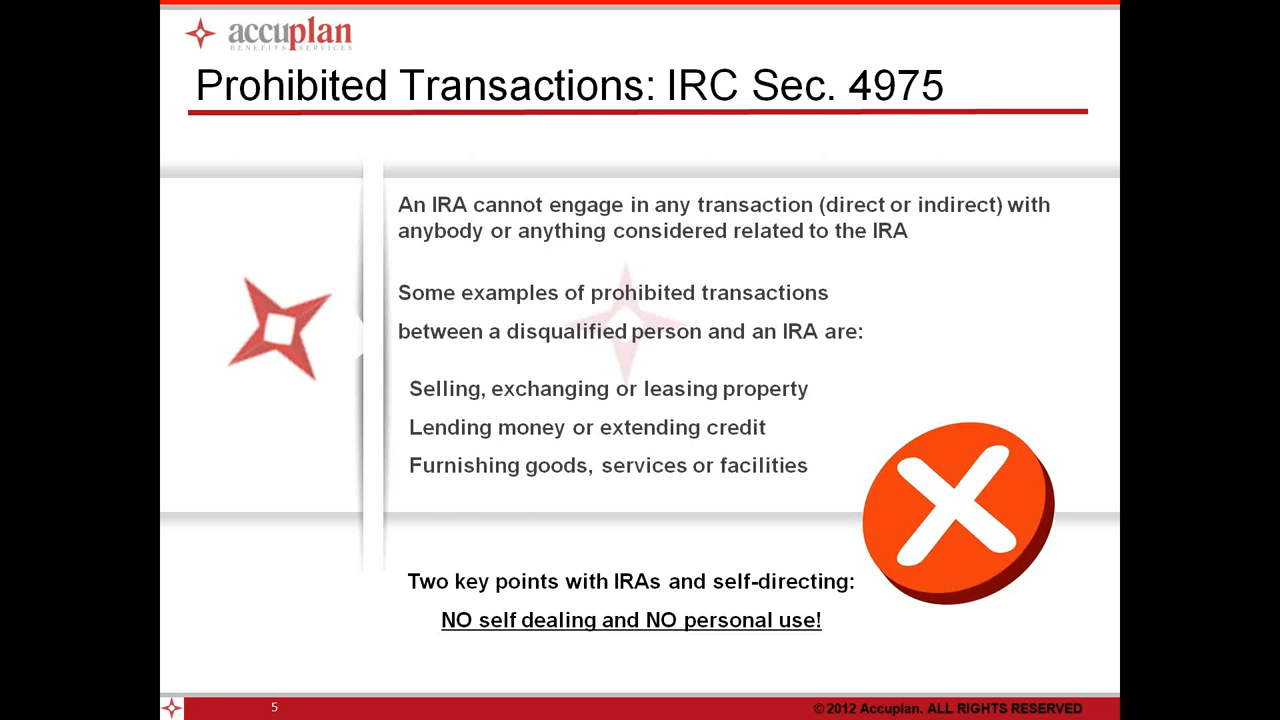 accuplan
BENEFITS SERVICES
Prohibited Transactions: IRC Sec. 4975
An IRA cannot engage in any transaction (direct or indirect) with
anybody or anything considered related to the IRA
Some examples of prohibited transactions
between a disqualified person and an IRA are:
Selling, exchanging or leasing property
Lending money or extending credit
Furnishing goods, services or facilities
Two key points with IRAs and self-directing:
NO self dealing and NO personal use!
5
© 2012 Accuplan. ALL RIGHTS RESERVED